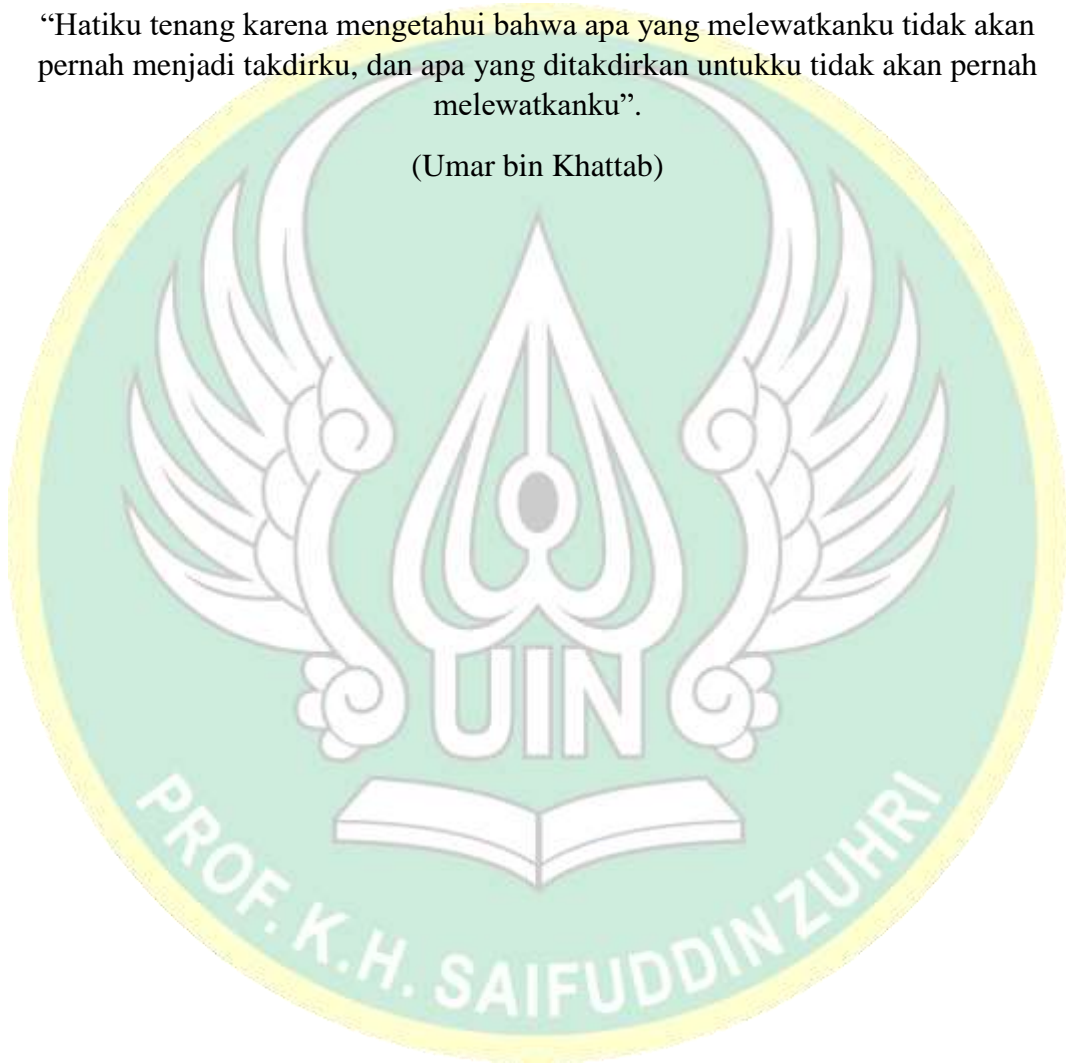 “Hatiku tenang karena mengetahui bahwa apa yang melewatkanku tidak akan
pernah menjadi takdirku, dan apa yang ditakdirkan untukku tidak akan pernah
melewatkanku”.
(Umar bin Khattab)
UIN
PROF. K.H. SAIFUDDIN ZUHRI